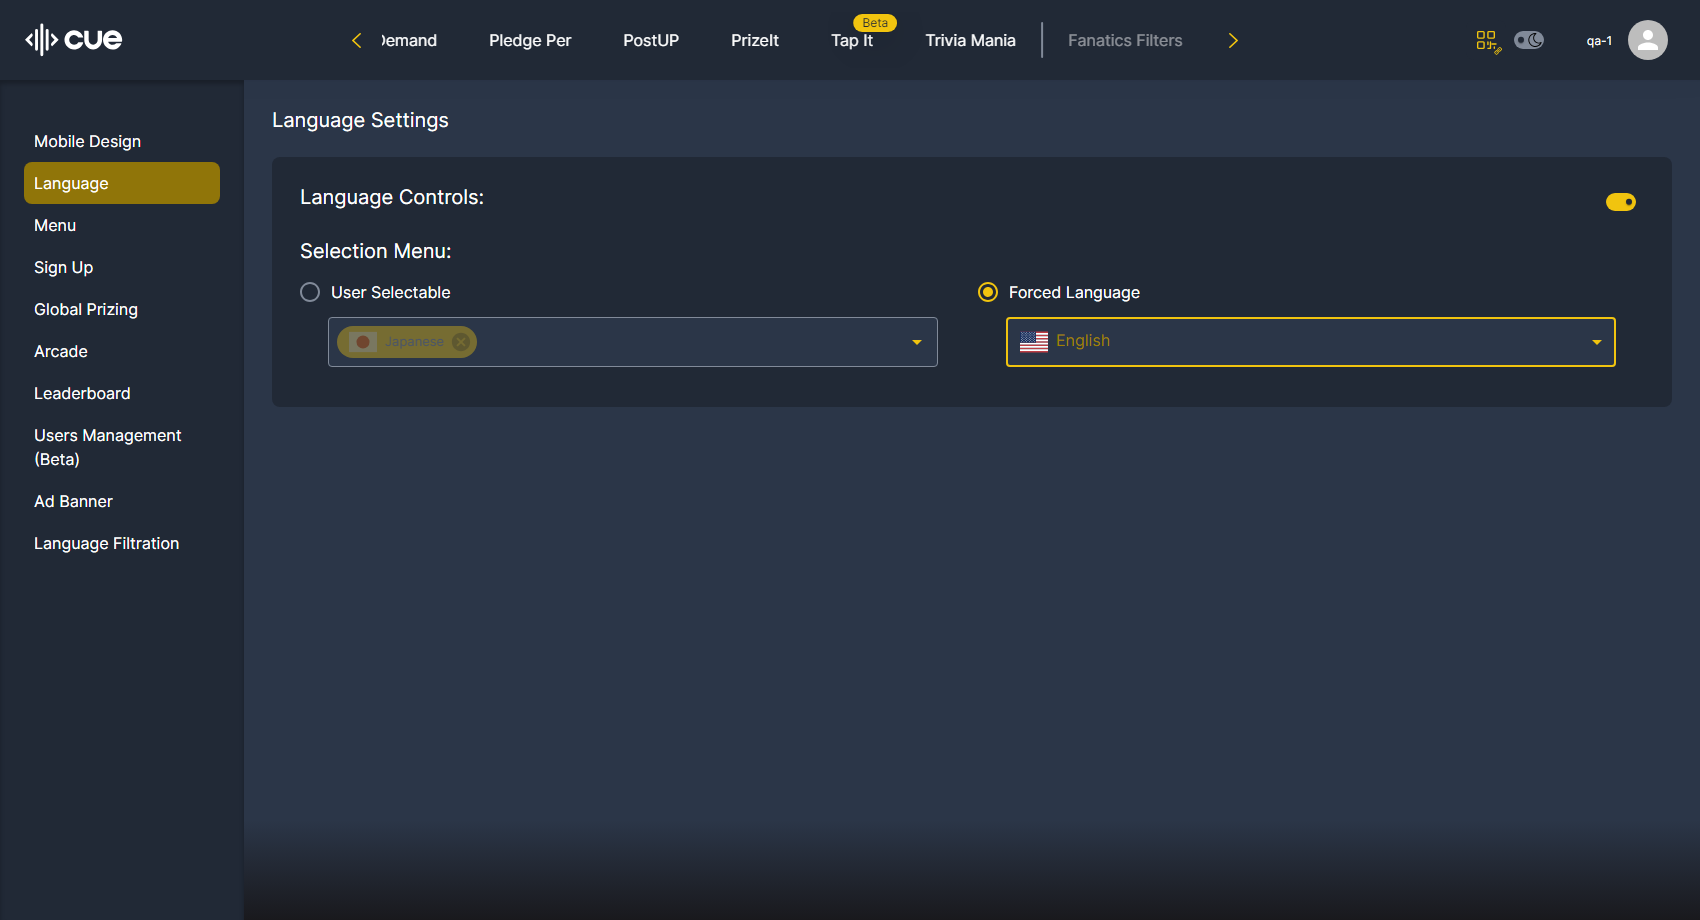 cue
Demand
Pledge Per
PostUP
PrizeIt
Beta
Tap It
Trivia Mania
Fanatics Filters
qa-1
Mobile Design
Language
Menu
Sign Up
Global Prizing
Arcade
Leaderboard
Users Management
(Beta)
Ad Banner
Language Filtration
Language Settings
Language Controls:
Selection Menu:
User Selectable
Forced Language
Japanese
English